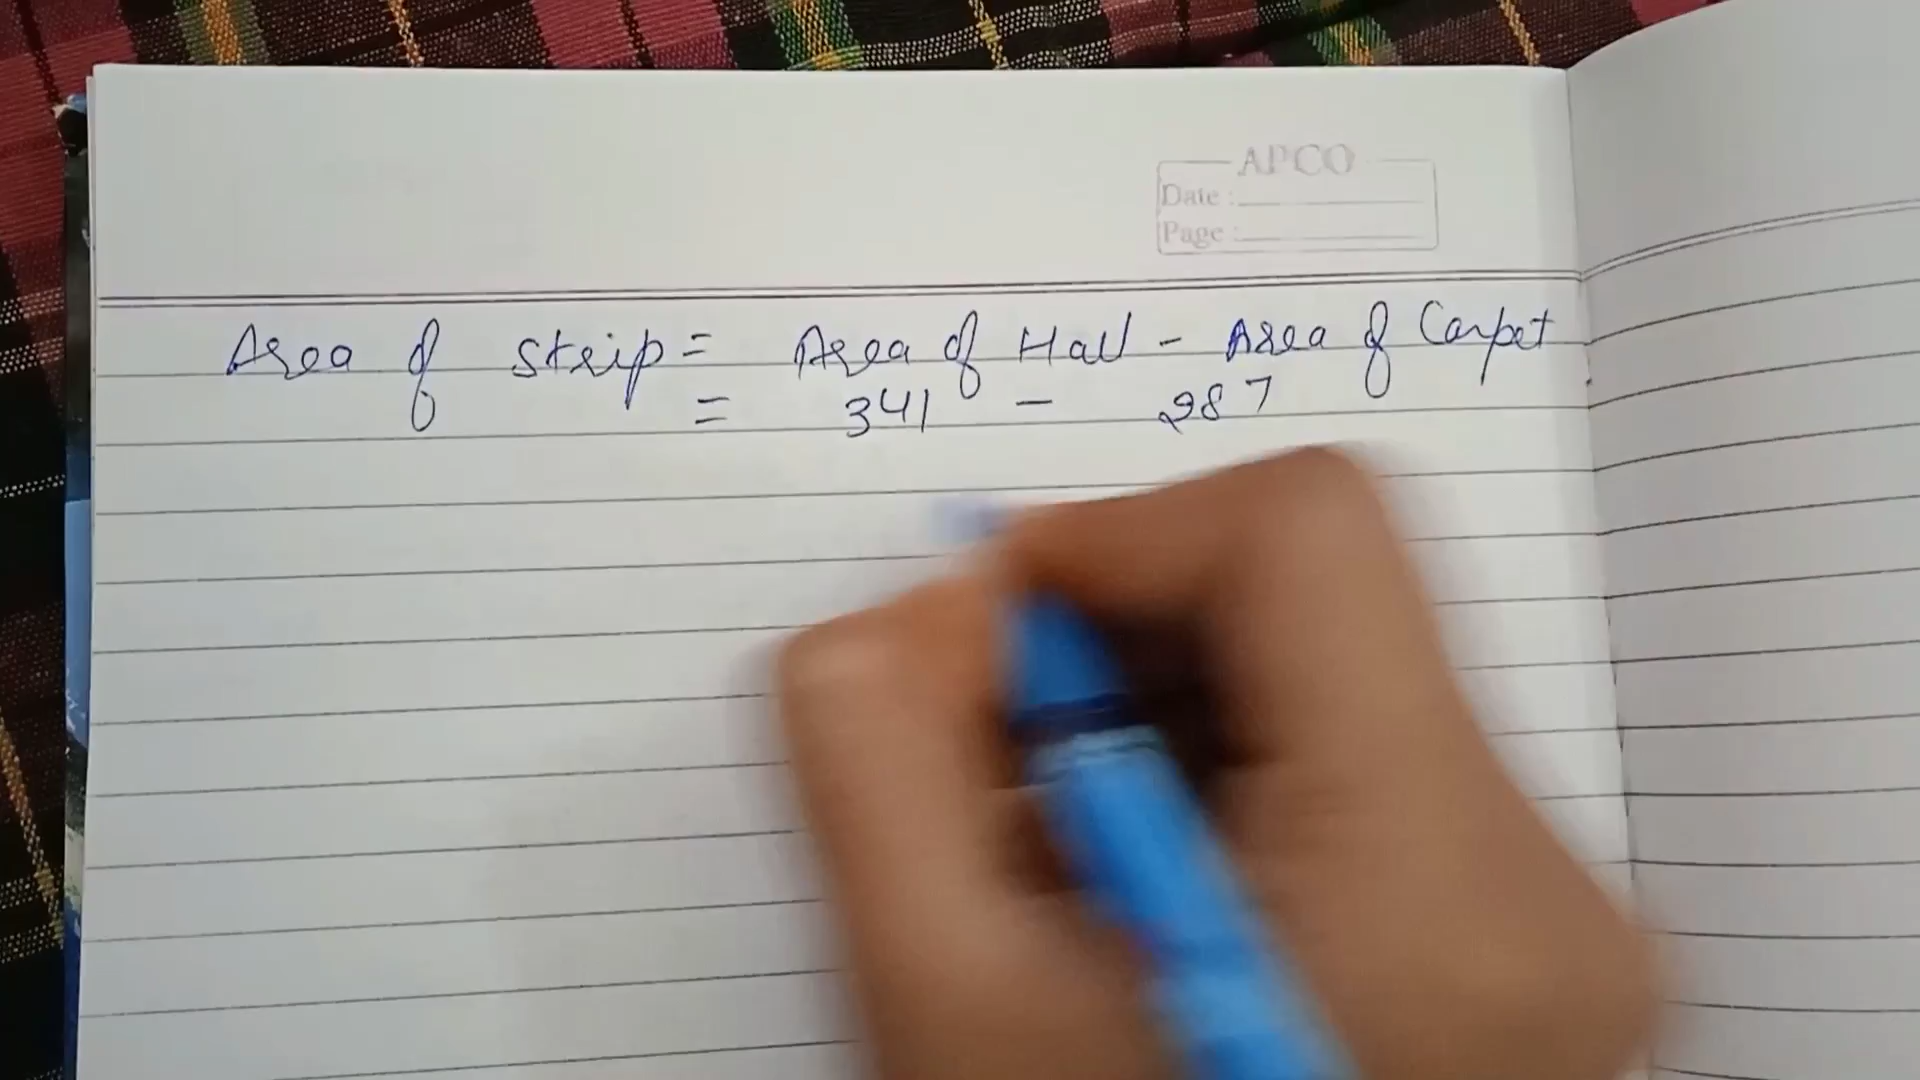 APCO
Date :
Page :
Area of strip = Area of Hall - Area of Carpet
= 341 - 287